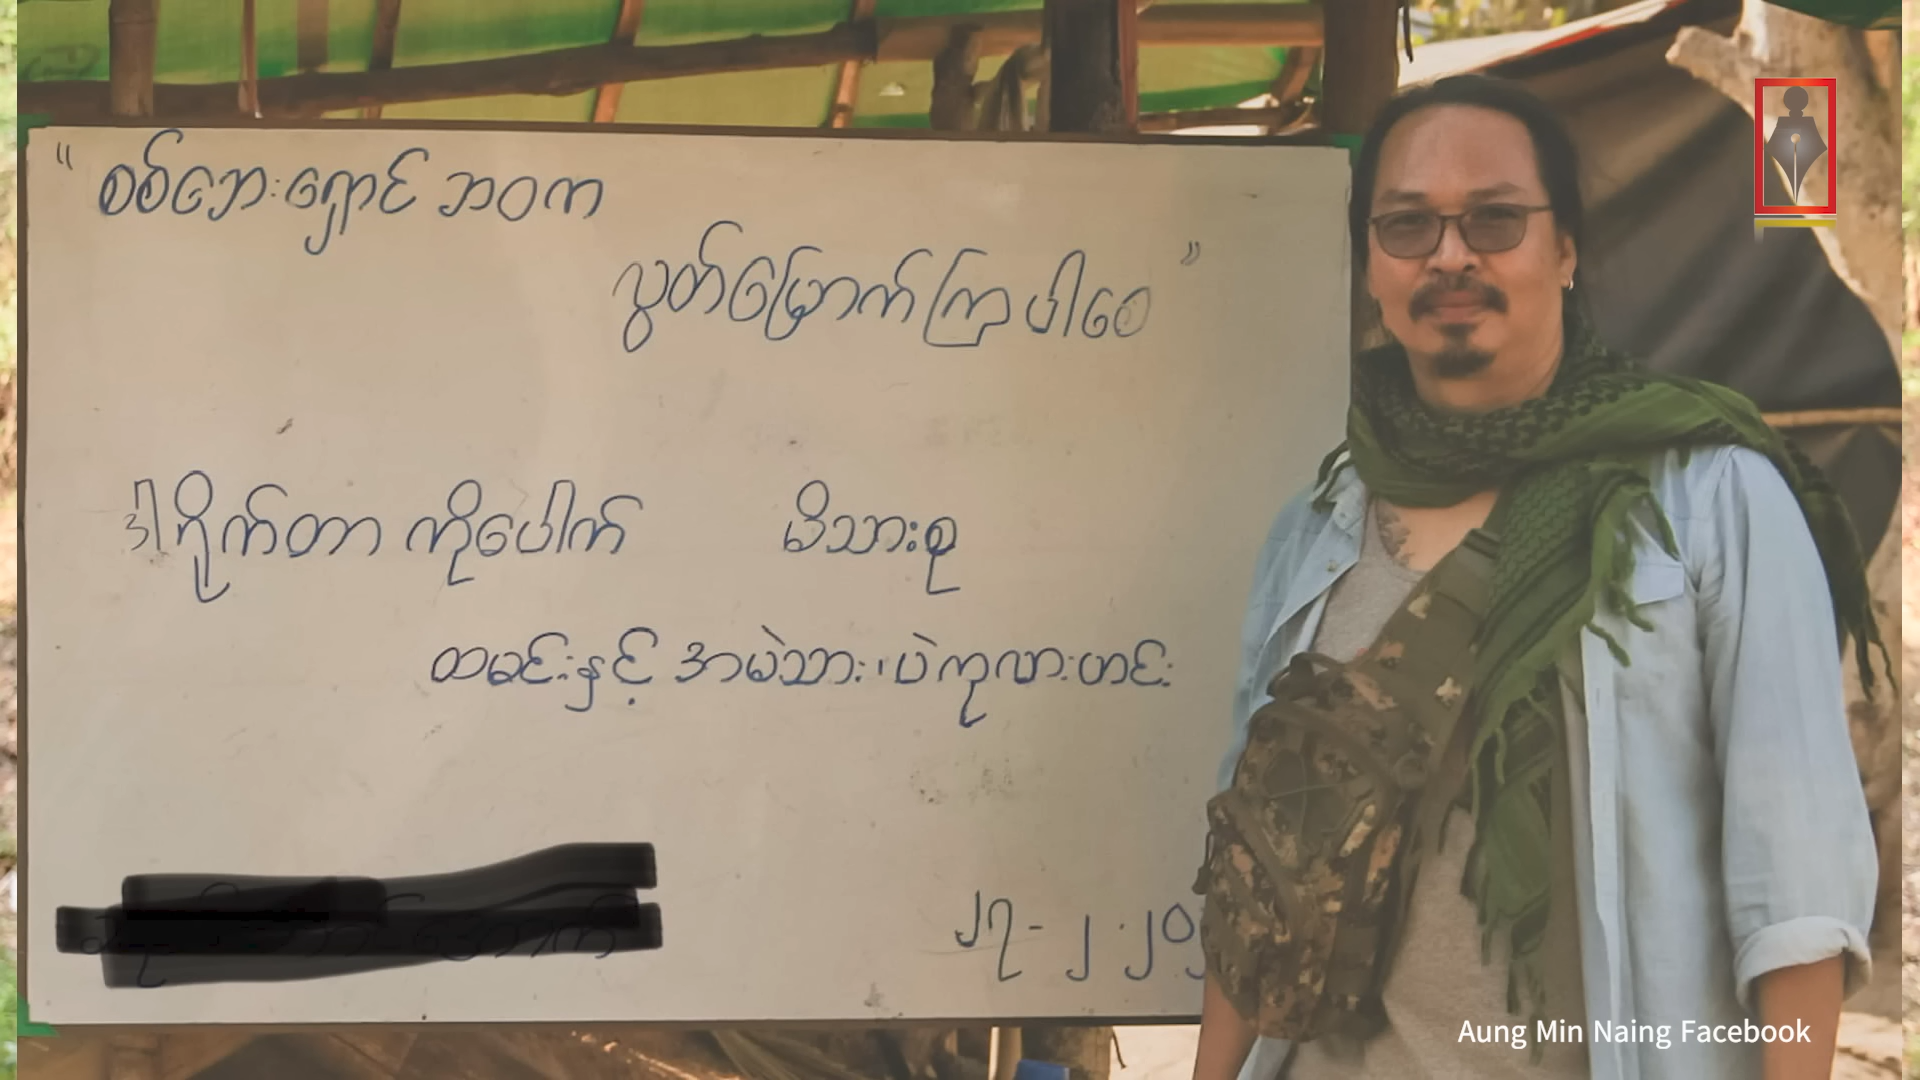 "စစ်ဘေးရှောင် ဘဝက
လွတ်မြောက်ကြပါစေ"
ဒါရိုက်တာ ကိုပေါက် မိသားစု
ထမင်းနှင့် အမဲသား၊ပဲကုလားဟင်း
၂၇-၂-၂၀
Aung Min Naing Facebook